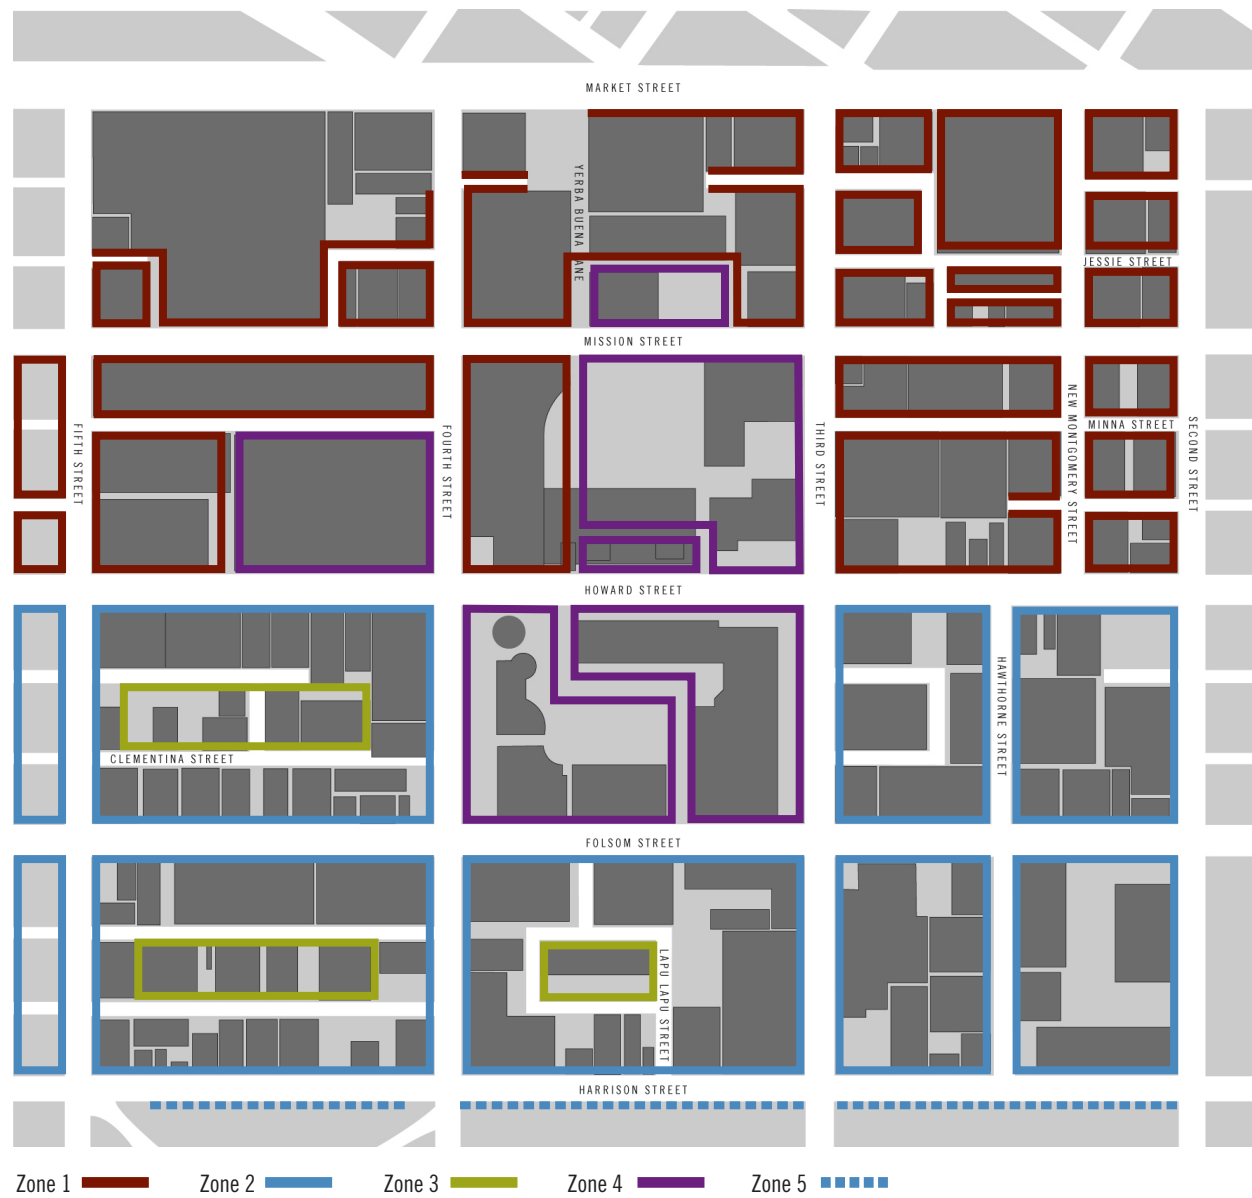 MARKET STREET
YERBA BUENA LANE
JESSIE STREET
MISSION STREET
FIFTH STREET
FOURTH STREET
THIRD STREET
NEW MONTGOMERY STREET
MINNA STREET
SECOND STREET
HOWARD STREET
HAWTHORNE STREET
CLEMENTINA STREET
FOLSOM STREET
LAPU LAPU STREET
HARRISON STREET
Zone 1 Zone 2 Zone 3 Zone 4 Zone 5